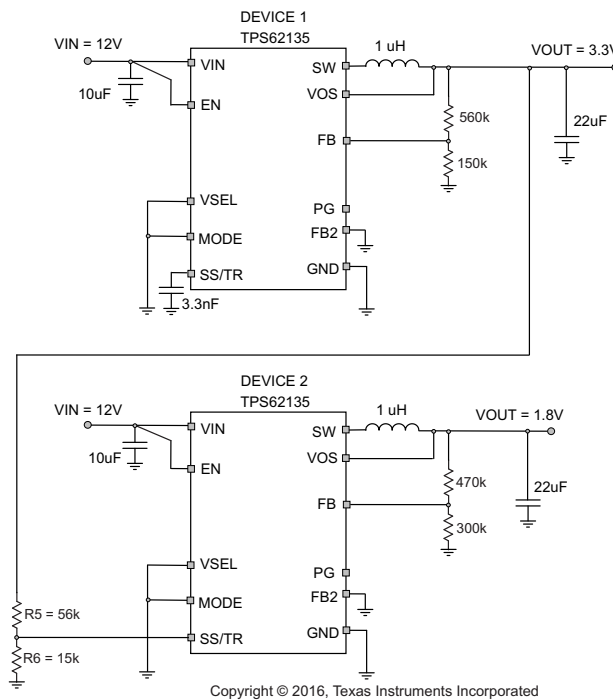 DEVICE 1
TPS62135
VIN = 12V
10uF
VIN
EN
VSEL
MODE
SS/TR
3.3nF
SW
VOS
FB
PG
FB2
GND
1 uH
VOUT = 3.3V
560k
150k
22uF
DEVICE 2
TPS62135
VIN = 12V
10uF
VIN
EN
VSEL
MODE
SS/TR
SW
VOS
FB
PG
FB2
GND
1 uH
VOUT = 1.8V
470k
300k
22uF
R5 = 56k
R6 = 15k
Copyright © 2016, Texas Instruments Incorporated